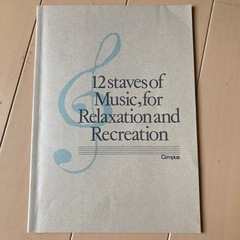 12 staves of
Music, for
Relaxation and
Recreation
Campus